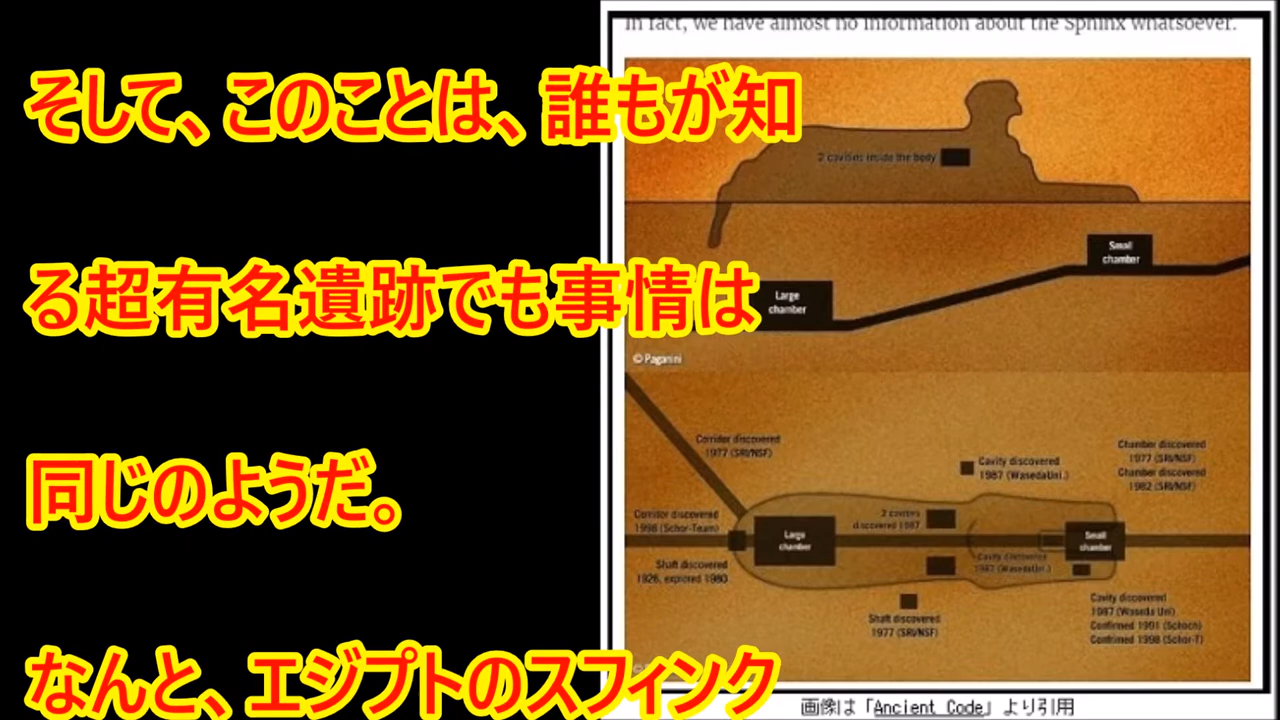 in fact, we have almost no information about the Sphinx whatsoever.
そして、このことは、誰もが知
る超有名遺跡でも事情は
同じのようだ。
なんと、エジプトのスフィンク
2 cavities inside the body
Small
chamber
Large
chamber
© Paganini
Corridor discovered
1977 (SRI/NSF)
Cavity discovered
1987 (WasedaUni.)
Chamber discovered
1977 (SRI/NSF)
Chamber discovered
1982 (SRI/NSF)
Corridor discovered
1998 (Schor-Team)
2 cavities
discovered 1987
Large
chamber
Small
chamber
Shaft discovered
1926, explored 1980
Cavity discovered
1987 (WasedaUni.)
Shaft discovered
1977 (SRI/NSF)
Cavity discovered
1987 (Waseda Uni)
Confirmed 1991 (Schoch)
Confirmed 1998 (Schor-T)
画像は「Ancient Code」より引用